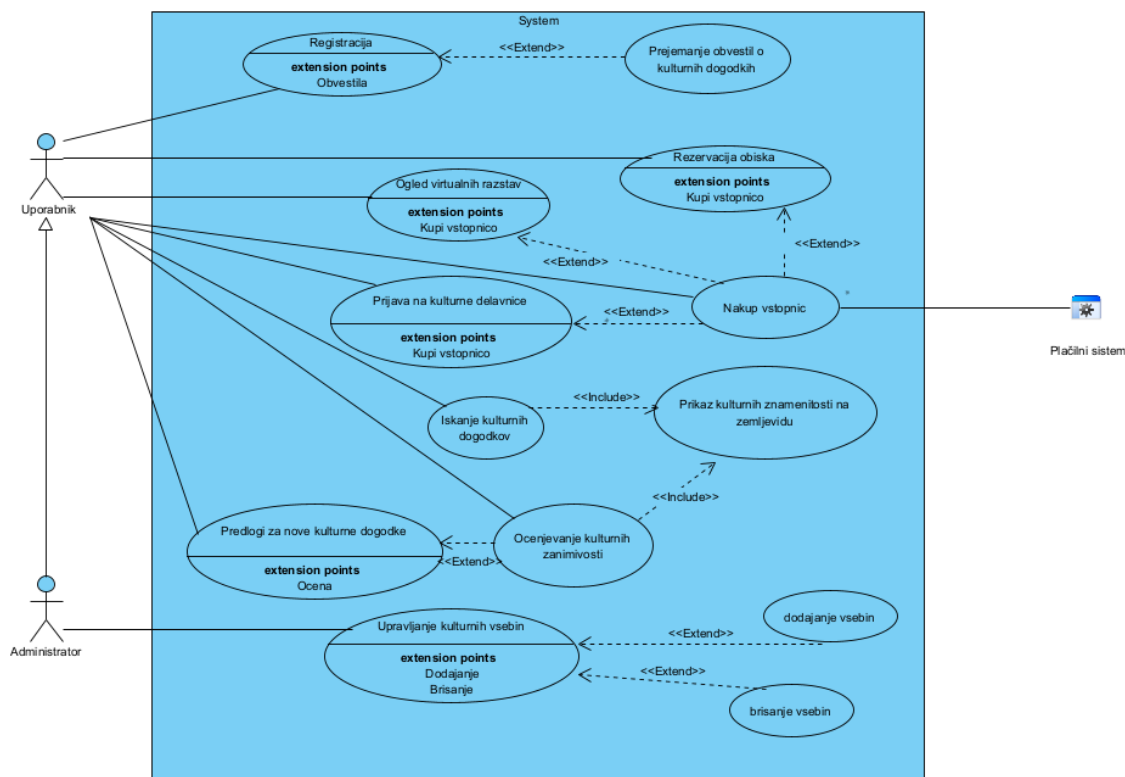 System
Registracija
extension points
Obvestila
<<Extend>>
Prejemanje obvestil o
kulturnih dogodkih
Uporabnik
Rezervacija obiska
extension points
Kupi vstopnico
Ogled virtualnih razstav
extension points
Kupi vstopnico
<<Extend>>
<<Extend>>
Prijava na kulturne delavnice
extension points
Kupi vstopnico
<<Extend>>
Nakup vstopnic
Plačilni sistem
Iskanje kulturnih
dogodkov
<<Include>>
Prikaz kulturnih znamenitosti na
zemljevidu
<<Include>>
Predlogi za nove kulturne dogodke
extension points
Ocena
<<Extend>>
Ocenjevanje kulturnih
zanimivosti
Administrator
Upravljanje kulturnih vsebin
extension points
Dodajanje
Brisanje
<<Extend>>
dodajanje vsebin
<<Extend>>
brisanje vsebin